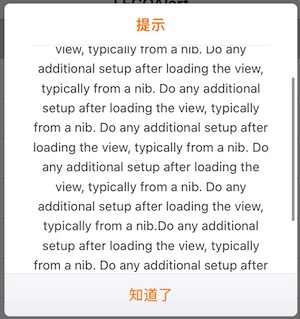 提示
view, typically from a nib. Do any
additional setup after loading the view,
typically from a nib. Do any additional
setup after loading the view, typically
from a nib. Do any additional setup after
loading the view, typically from a nib. Do
any additional setup after loading the
view, typically from a nib. Do any
additional setup after loading the view,
typically from a nib.Do any additional
setup after loading the view, typically
from a nib. Do any additional setup after
知道了